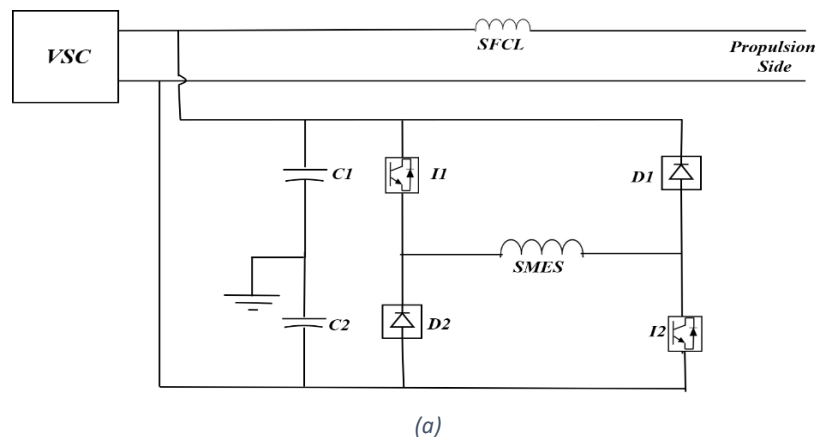 VSC
SFCL
Propulsion
Side
C1
I1
D1
SMES
C2
D2
I2
(a)